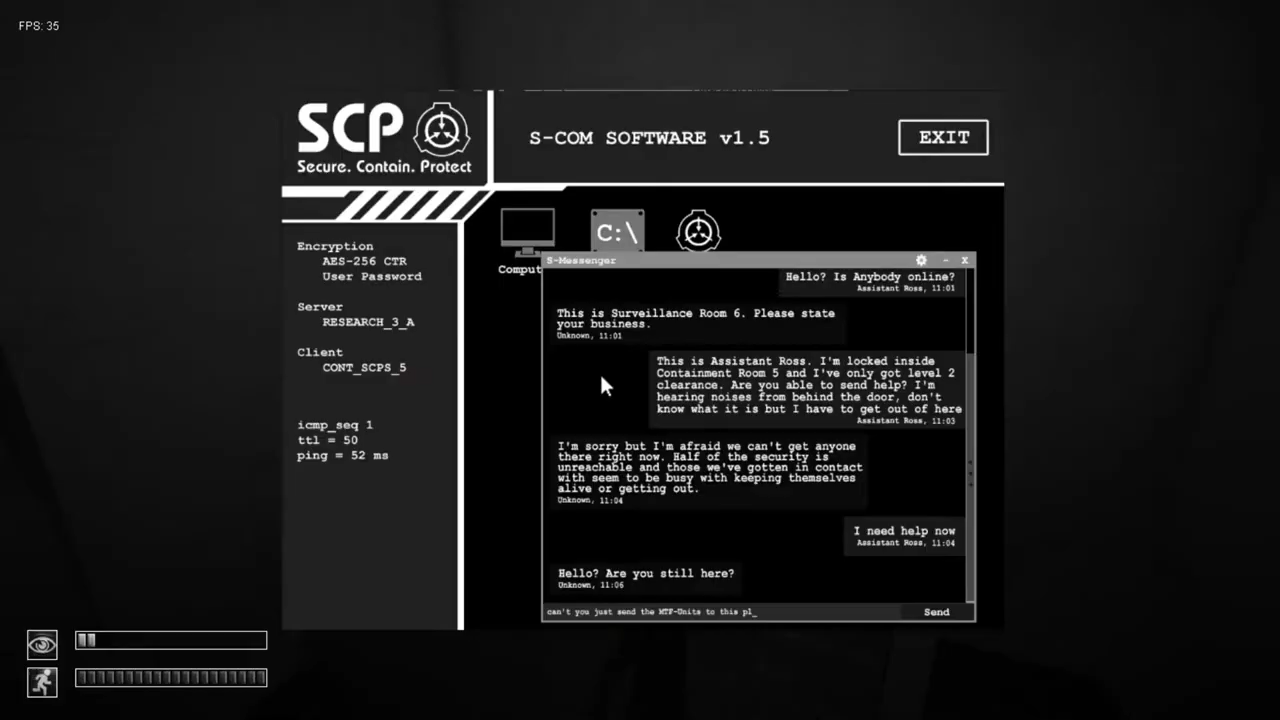 FPS: 35
SCP
Secure. Contain. Protect
S-COM SOFTWARE v1.5
EXIT
Encryption
AES-256 CTR
User Password
Server
RESEARCH_3_A
Client
CONT_SCPS_5
icmp_seq 1
ttl = 50
ping = 52 ms
C:\
Comput
S-Messenger
- x
Hello? Is Anybody online?
Assistant Ross, 11:01
This is Surveillance Room 6. Please state
your business.
Unknown, 11:01
This is Assistant Ross. I'm locked inside
Containment Room 5 and I've only got level 2
clearance. Are you able to send help? I'm
hearing noises from behind the door, don't
know what it is but I have to get out of here
Assistant Ross, 11:03
I'm sorry but I'm afraid we can't get anyone
there right now. Half of the security is
unreachable and those we've gotten in contact
with seem to be busy with keeping themselves
alive or getting out.
Unknown, 11:04
I need help now
Assistant Ross, 11:04
Hello? Are you still here?
Unknown, 11:06
can't you just send the MTF-Units to this pl_
Send